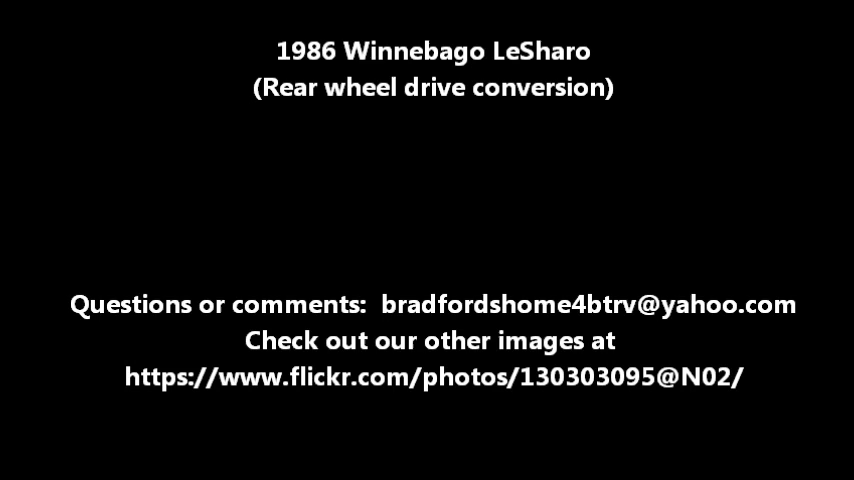 1986 Winnebago LeSharo
(Rear wheel drive conversion)
Questions or comments:  bradfordshome4btrv@yahoo.com
Check out our other images at
https://www.flickr.com/photos/130303095@N02/